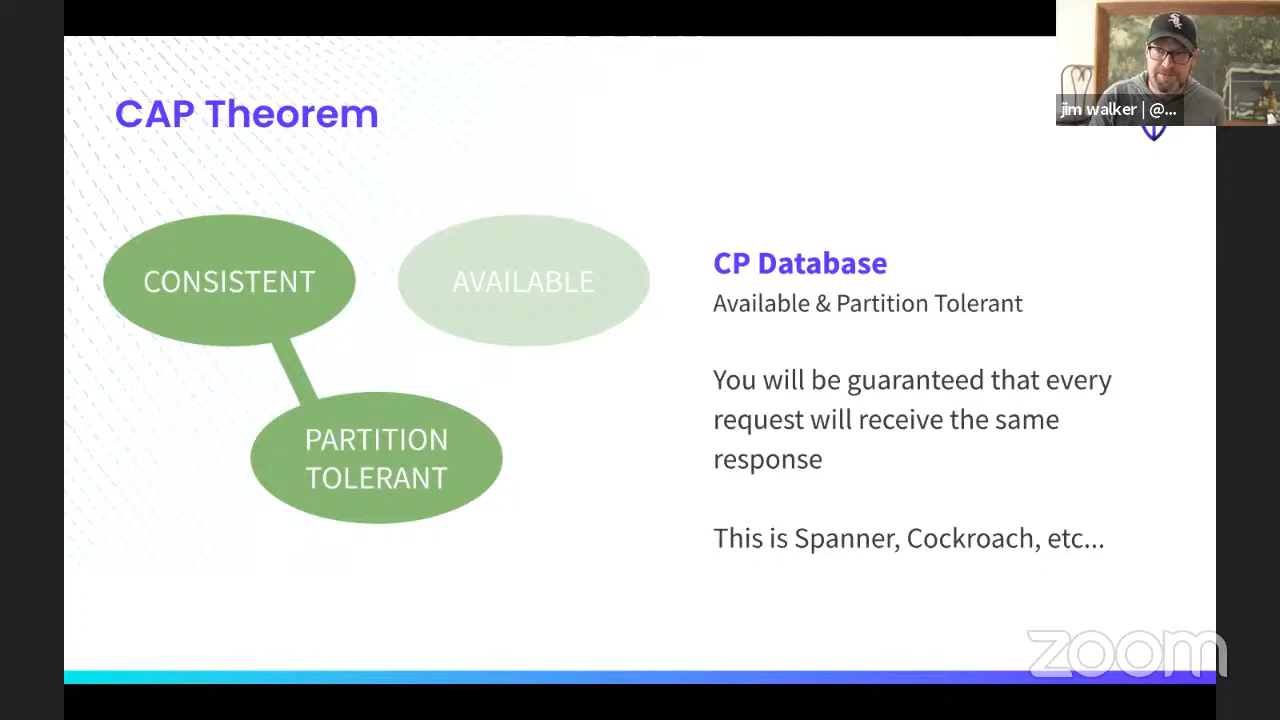 jim walker | @...
CAP Theorem
CONSISTENT
AVAILABLE
PARTITION
TOLERANT
CP Database
Available & Partition Tolerant
You will be guaranteed that every
request will receive the same
response
This is Spanner, Cockroach, etc...
zoom